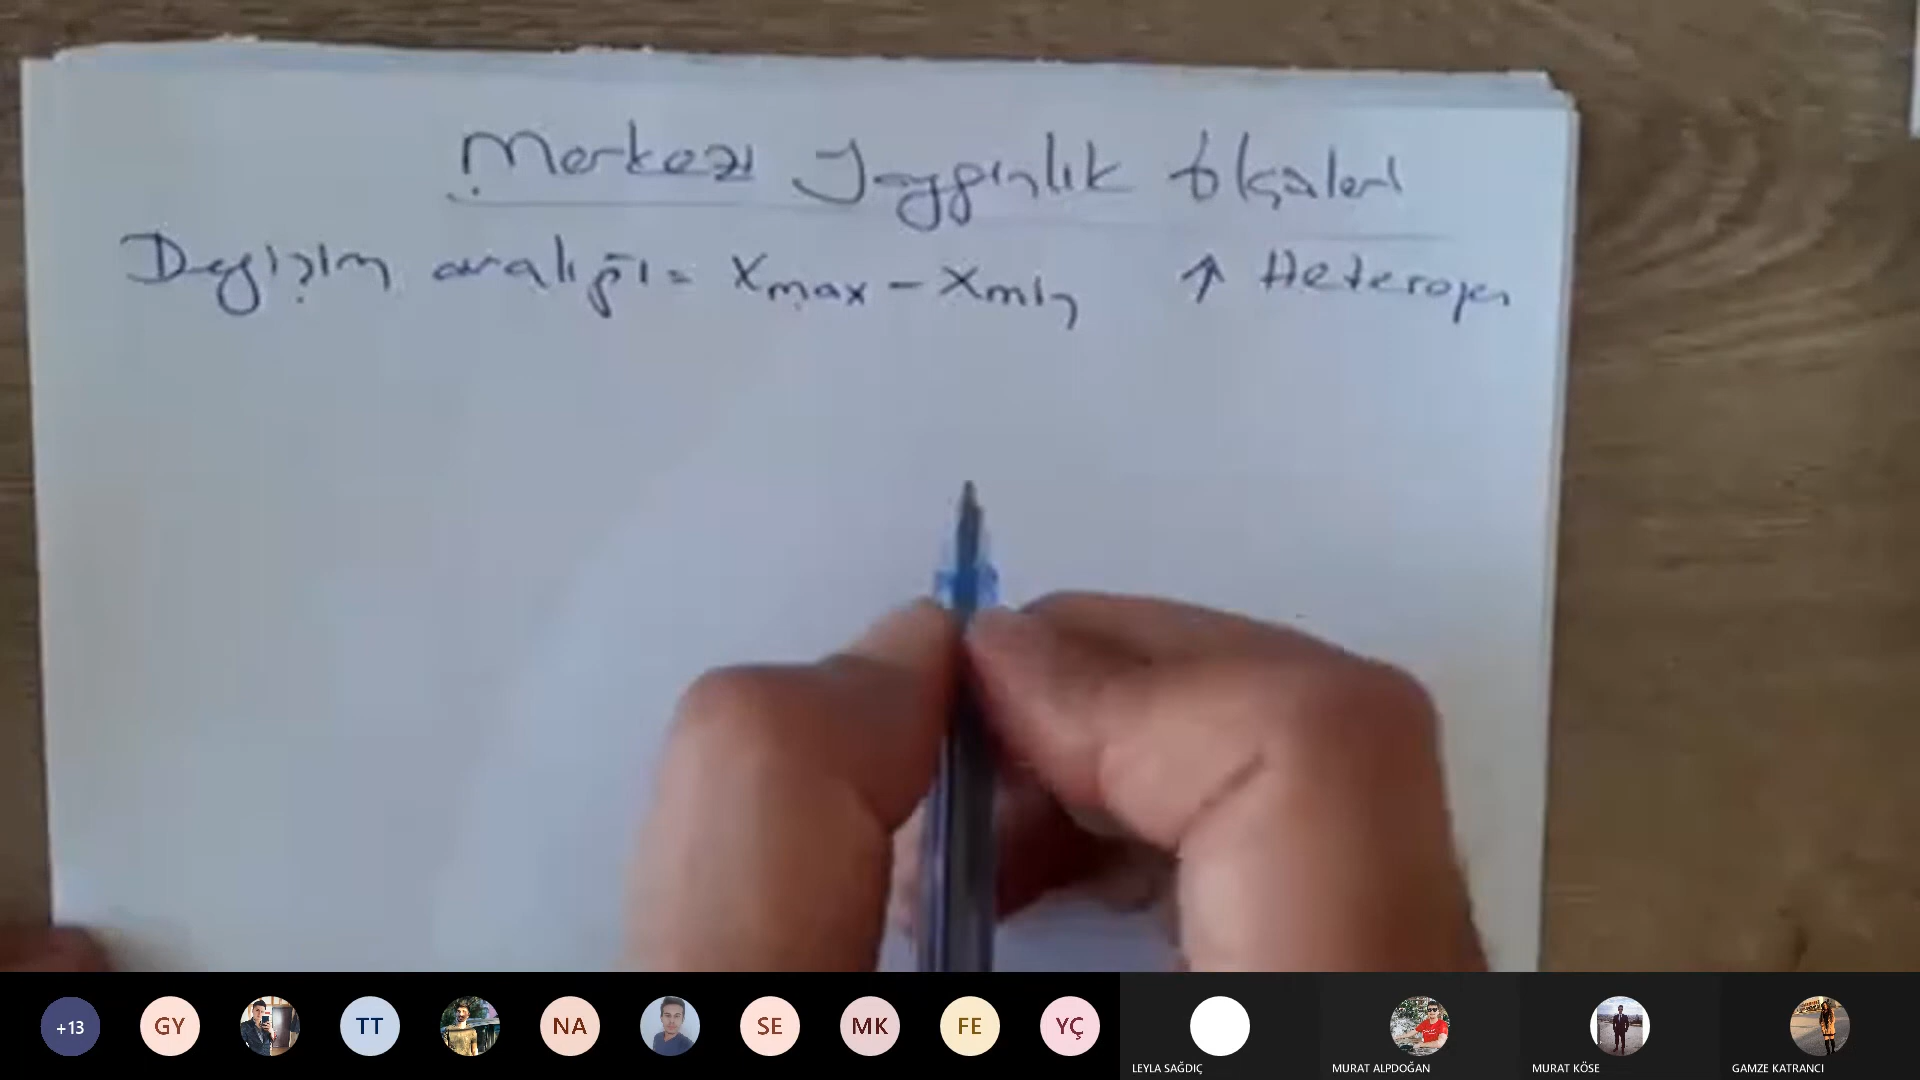 Merkezi Yaygınlık Ölçüleri
Değişim aralığı = Xmax - Xmin ↑ Heterojen
+13 GY TT NA SE MK FE YÇ
LEYLA SAĞDIÇ MURAT ALPDOĞAN MURAT KÖSE GAMZE KATRANCI